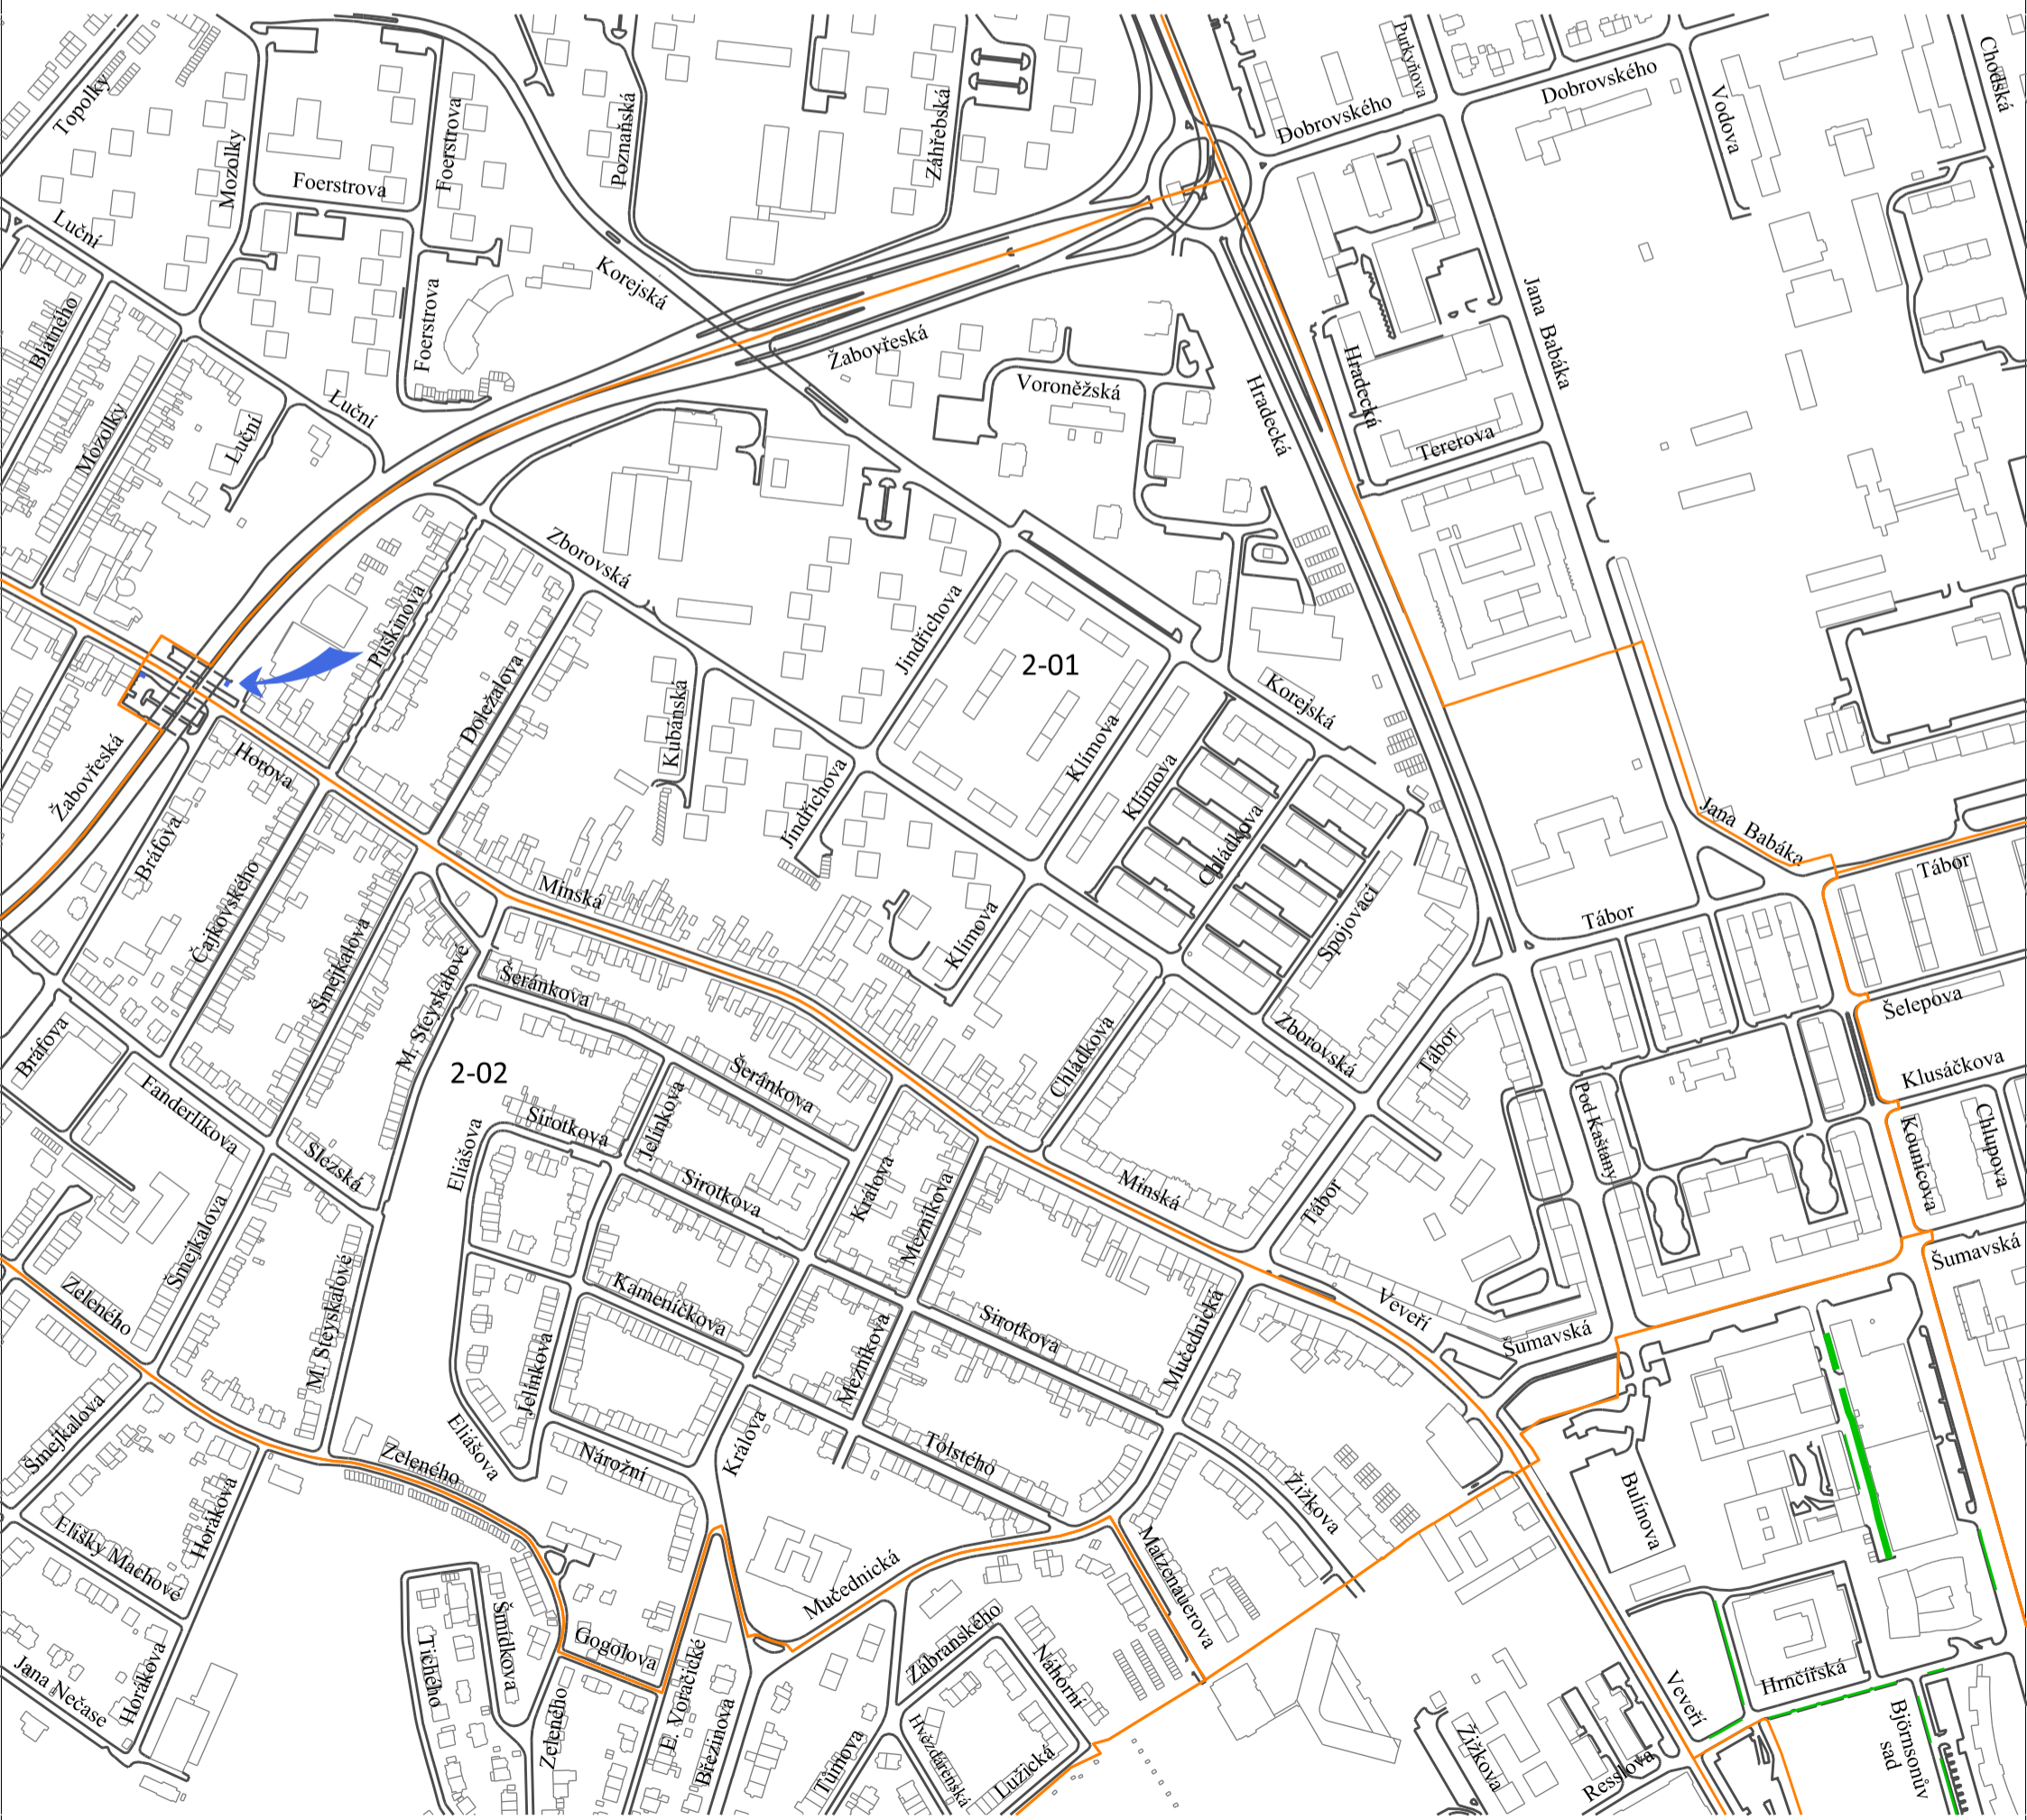 Topolky
Mozolky
Foerstrova
Foerstrova
Poznaňská
Záhřebská
Purkyňova
Dobrovského
Dobrovského
Vodova
Chodská
Luční
Korejská
Foerstrova
Blatného
Žabovřeská
Voroněžská
Jana Babáka
Hradecká
Hradecká
Luční
Mozolky
Luční
Tererova
Zborovská
Puškinova
Jindřichova
2-01
Doležalova
Kubánská
Korejská
Klímova
Klímova
Žabovřeská
Horova
Jindřichova
Chládkova
Jana Babáka
Bráfova
Čajkovského
Minská
Tábor
Tábor
Šmejkalova
Klímova
Spojovací
M. Steyskalové
Šeránkova
Šelepova
Bráfova
2-02
Šeránkova
Chládkova
Zborovská
Tábor
Klusáčkova
Fanderlíkova
Sirotkova
Jelínkova
Pod Kaštany
Kounicova
Chlupova
Eliášova
Slezská
Sirotkova
Králova
Mezníkova
Minská
Tábor
Šmejkalova
Šumavská
Zeleného
M. Steyskalové
Kameníčkova
Sirotkova
Mučednická
Veveří
Šumavská
Mezníkova
Jelínkova
Šmejkalova
Eliášova
Králova
Zeleného
Nárožní
Tolstého
Žižkova
Bulínova
Horákova
Elišky Machové
Matzenauerova
Mučednická
Šmídkova
Tichého
Gogolova
Zábranského
Náhorní
Horákova
Jana Nečase
E. Voračické
Hrnčířská
Veveří
Zeleného
Březinova
Tůmova
Hvězdárenská
Lužická
Žižkova
Resslova
Björnsonův
sad